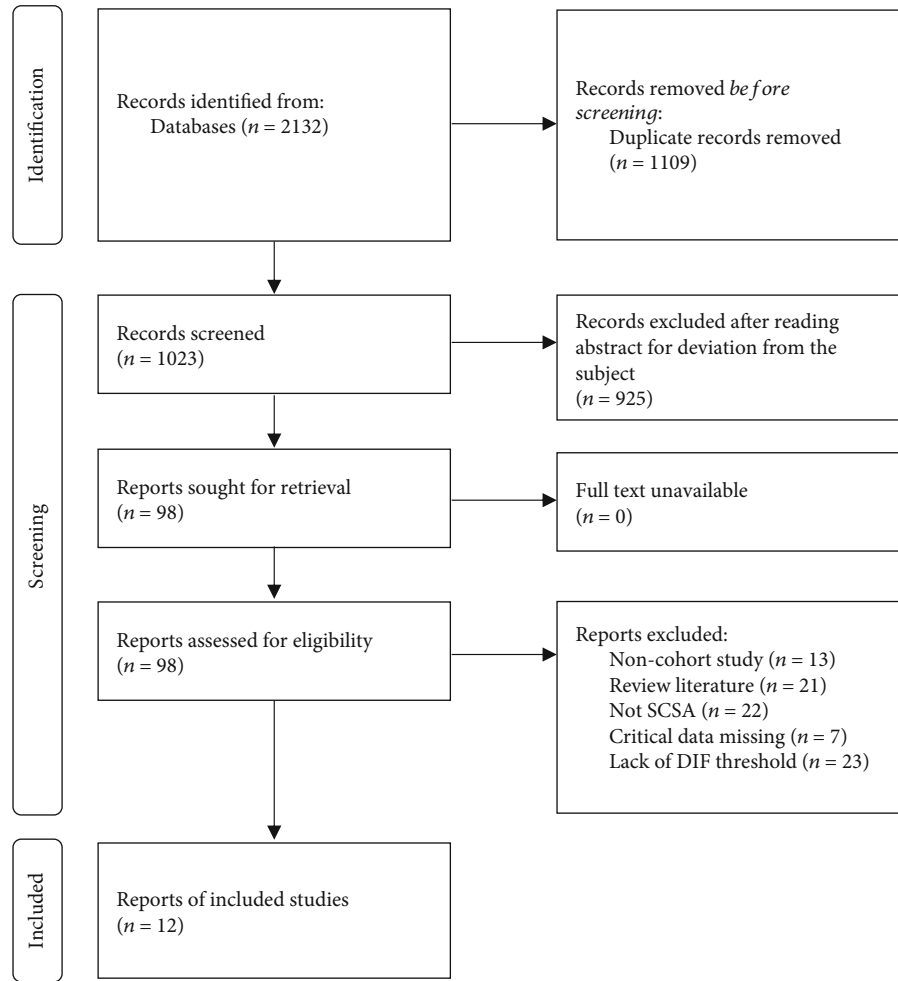 Identification
Records identified from:
Databases (n = 2132)
Records removed before
screening:
Duplicate records removed
(n = 1109)
Screening
Records screened
(n = 1023)
Records excluded after reading
abstract for deviation from the
subject
(n = 925)
Reports sought for retrieval
(n = 98)
Full text unavailable
(n = 0)
Reports assessed for eligibility
(n = 98)
Reports excluded:
Non-cohort study (n = 13)
Review literature (n = 21)
Not SCSA (n = 22)
Critical data missing (n = 7)
Lack of DIF threshold (n = 23)
Included
Reports of included studies
(n = 12)